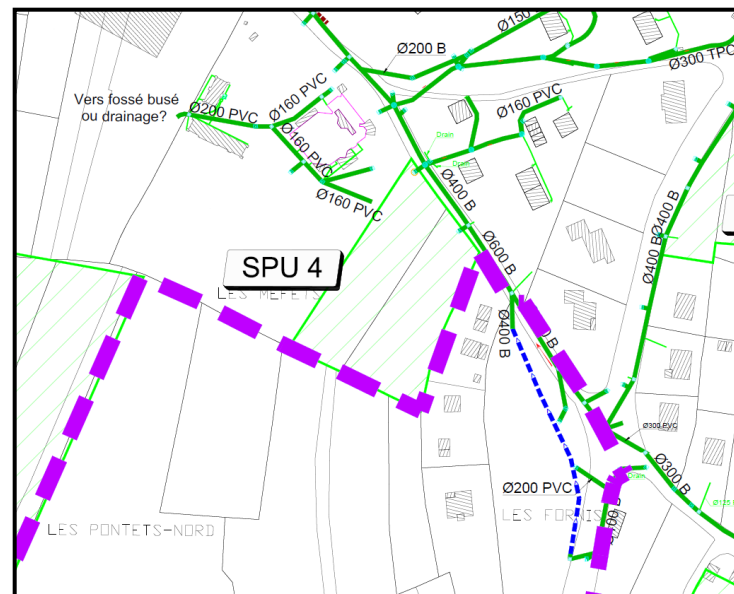 Ø150
Ø200 B
Ø300 TPC
Vers fossé busé
ou drainage?
Ø200 PVC
Ø160 PVC
Ø160 PVC
Ø160 PVC
Ø160 PVC
Drain
Drain
Ø400 B
Ø400 B
Ø400 B
Ø600 B
SPU 4
LES MEFETS
Ø400 B
B
Ø300 PVC
Ø300 B
Drain
Ø125
Ø200 PVC
LES FORNIS
LES PONTETS-NORD